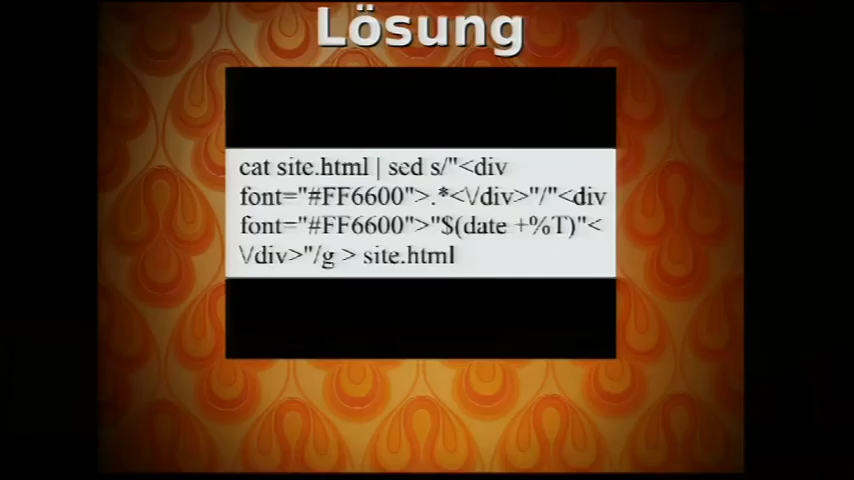 Lösung
cat site.html | sed s/"<div
font="#FF6600">.*<\/div>"/"<div
font="#FF6600">"$(date +%T)"<
\/div>"/g > site.html